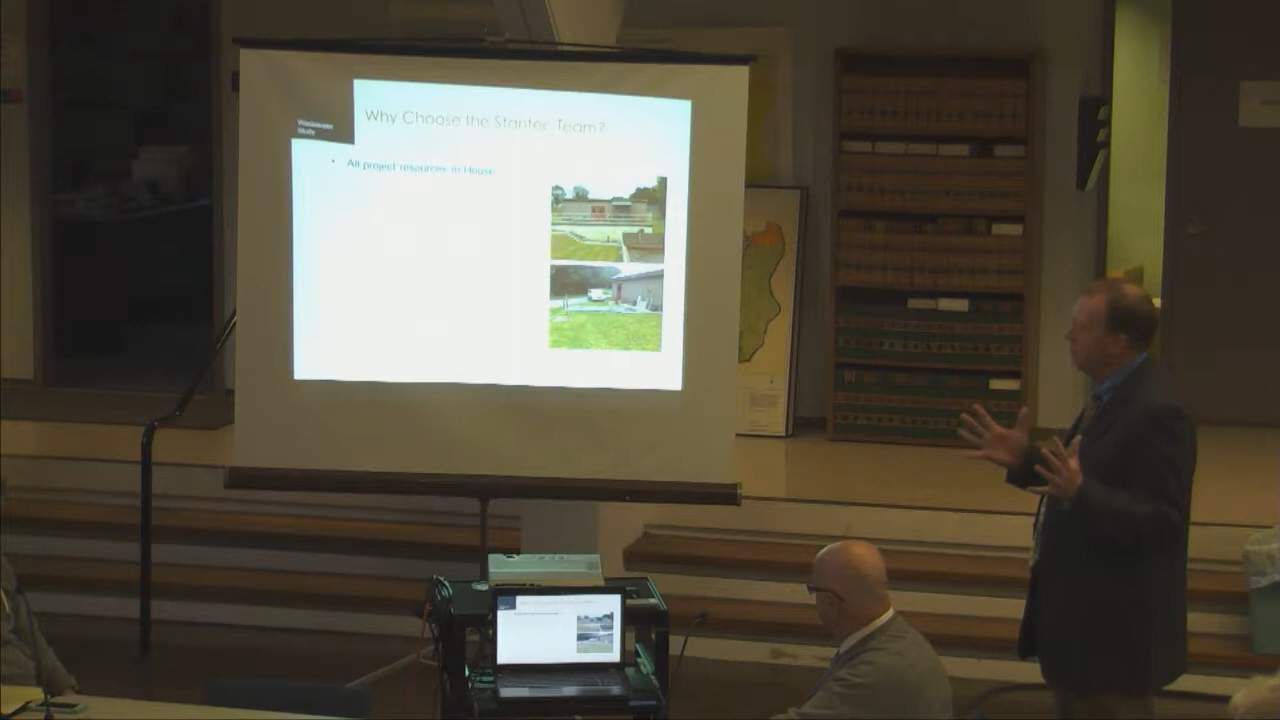 Wastewater
Study
Why Choose the Stantec Team?
• All project resources in House